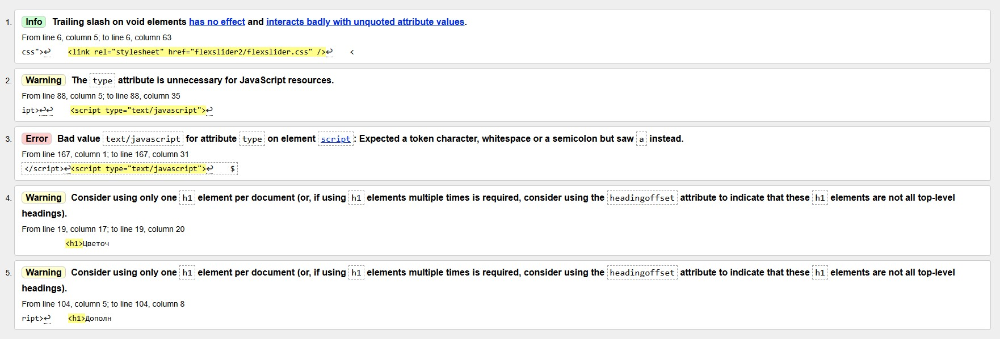 1. Info Trailing slash on void elements has no effect and interacts badly with unquoted attribute values.
From line 6, column 5; to line 6, column 63
css">↩    <link rel="stylesheet" href="flexslider2/flexslider.css" />↩    <
2. Warning The type attribute is unnecessary for JavaScript resources.
From line 88, column 5; to line 88, column 35
ipt>↩↩    <script type="text/javascript">↩
3. Error Bad value text/javascript for attribute type on element script: Expected a token character, whitespace or a semicolon but saw a instead.
From line 167, column 1; to line 167, column 31
</script>↩<script type="text/javascript">↩    $
4. Warning Consider using only one h1 element per document (or, if using h1 elements multiple times is required, consider using the headingoffset attribute to indicate that these h1 elements are not all top-level
headings).
From line 19, column 17; to line 19, column 20
<h1>Цветоч
5. Warning Consider using only one h1 element per document (or, if using h1 elements multiple times is required, consider using the headingoffset attribute to indicate that these h1 elements are not all top-level
headings).
From line 104, column 5; to line 104, column 8
ript>↩    <h1>Дополн